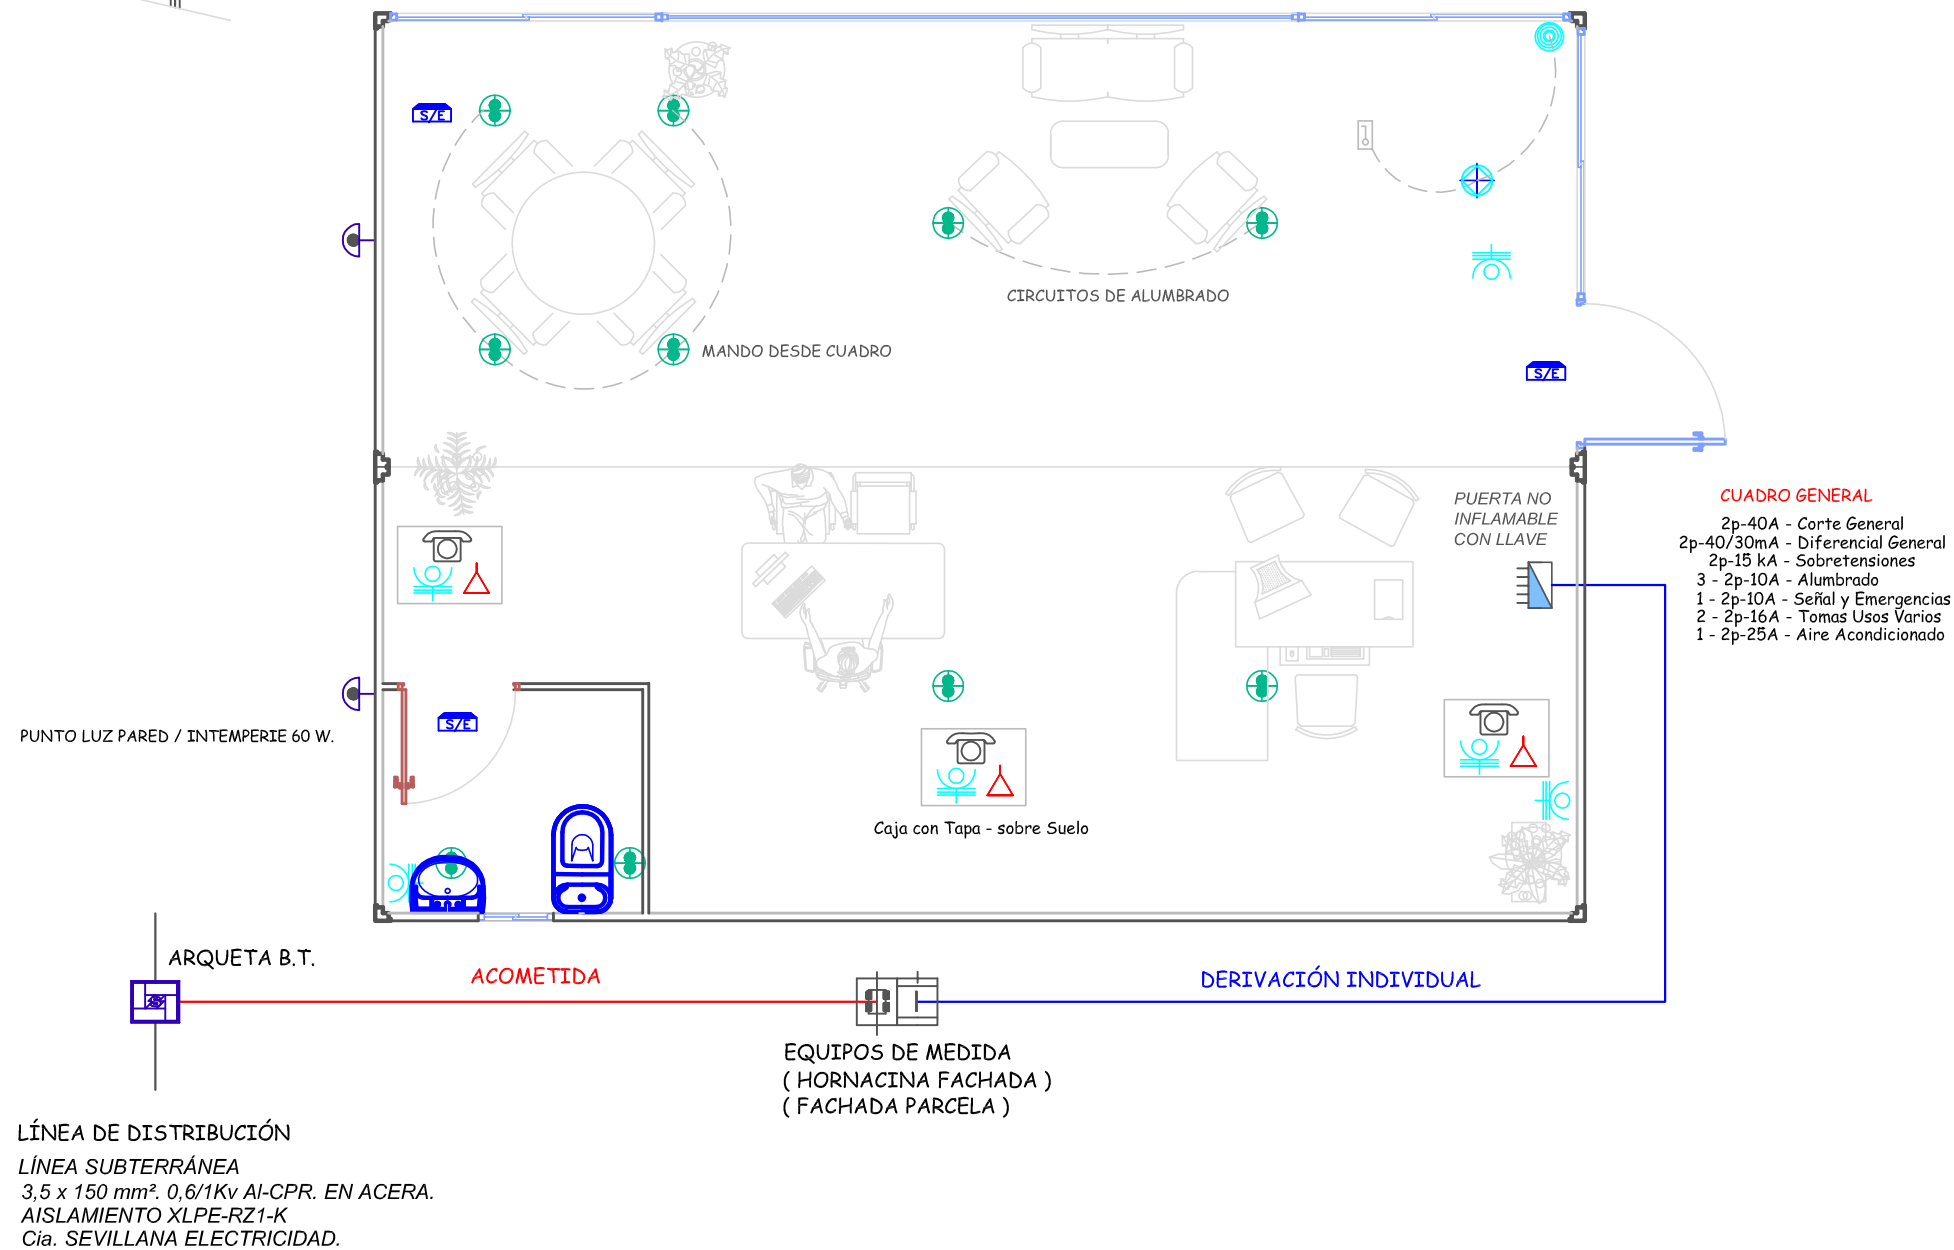 S/E
CIRCUITOS DE ALUMBRADO
MANDO DESDE CUADRO
S/E
PUERTA NO
INFLAMABLE
CON LLAVE
CUADRO GENERAL
2p-40A - Corte General
2p-40/30mA - Diferencial General
2p-15 kA - Sobretensiones
3 - 2p-10A - Alumbrado
1 - 2p-10A - Señal y Emergencias
2 - 2p-16A - Tomas Usos Varios
1 - 2p-25A - Aire Acondicionado
S/E
PUNTO LUZ PARED / INTEMPERIE 60 W.
Caja con Tapa - sobre Suelo
ARQUETA B.T.
ACOMETIDA
DERIVACIÓN INDIVIDUAL
EQUIPOS DE MEDIDA
( HORNACINA FACHADA )
( FACHADA PARCELA )
LÍNEA DE DISTRIBUCIÓN
LÍNEA SUBTERRÁNEA
3,5 x 150 mm². 0,6/1Kv Al-CPR. EN ACERA.
AISLAMIENTO XLPE-RZ1-K
Cia. SEVILLANA ELECTRICIDAD.